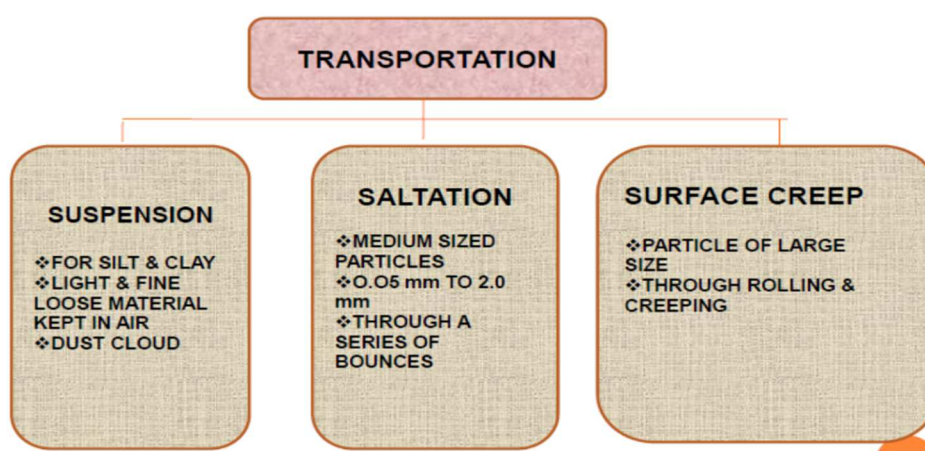 TRANSPORTATION
SUSPENSION
❖FOR SILT & CLAY
❖LIGHT & FINE
LOOSE MATERIAL
KEPT IN AIR
❖DUST CLOUD
SALTATION
❖MEDIUM SIZED
PARTICLES
❖O.O5 mm TO 2.0
mm
❖THROUGH A
SERIES OF
BOUNCES
SURFACE CREEP
❖PARTICLE OF LARGE
SIZE
❖THROUGH ROLLING &
CREEPING